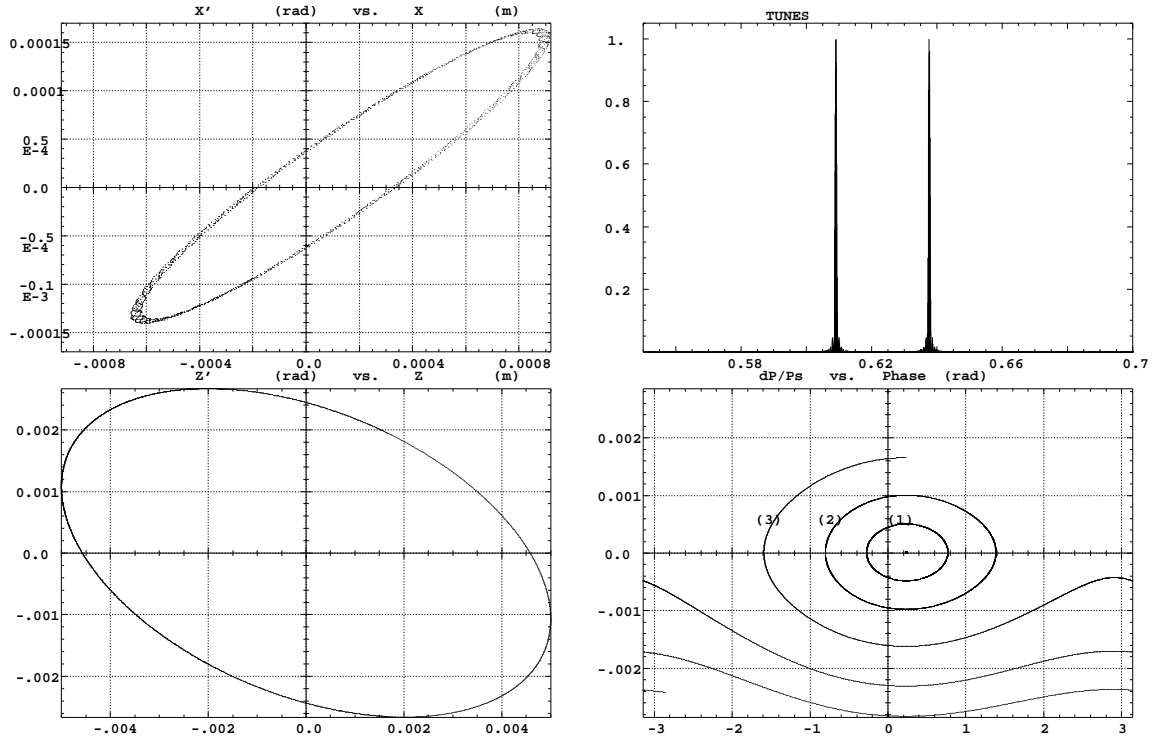 X' (rad) vs. X (m)
0.00015
0.0001
0.5
E-4
0.0
-0.5
E-4
-0.1
E-3
-.00015
-0.0008 -0.0004 0.0 0.0004 0.0008
TUNES
1.
0.8
0.6
0.4
0.2
0.58 0.62 0.66 0.7
Z' (rad) vs. Z (m)
0.002
0.001
0.0
-.001
-.002
-0.004 -0.002 0.0 0.002 0.004
dP/Ps vs. Phase (rad)
0.002
0.001
(3) (2) (1)
0.0
-.001
-.002
-3 -2 -1 0 1 2 3